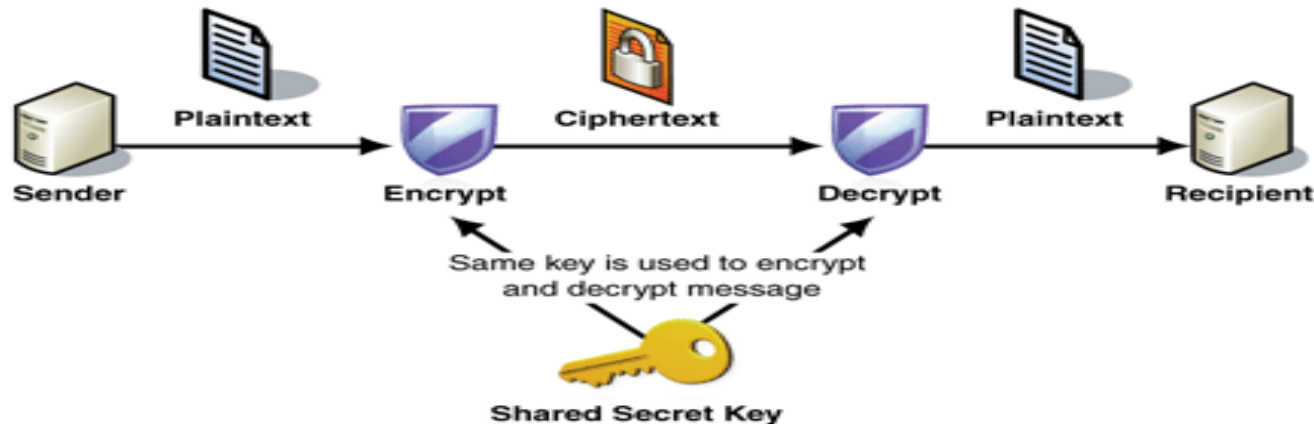 Plaintext
Ciphertext
Plaintext
Sender
Encrypt
Decrypt
Recipient
Same key is used to encrypt
and decrypt message
Shared Secret Key